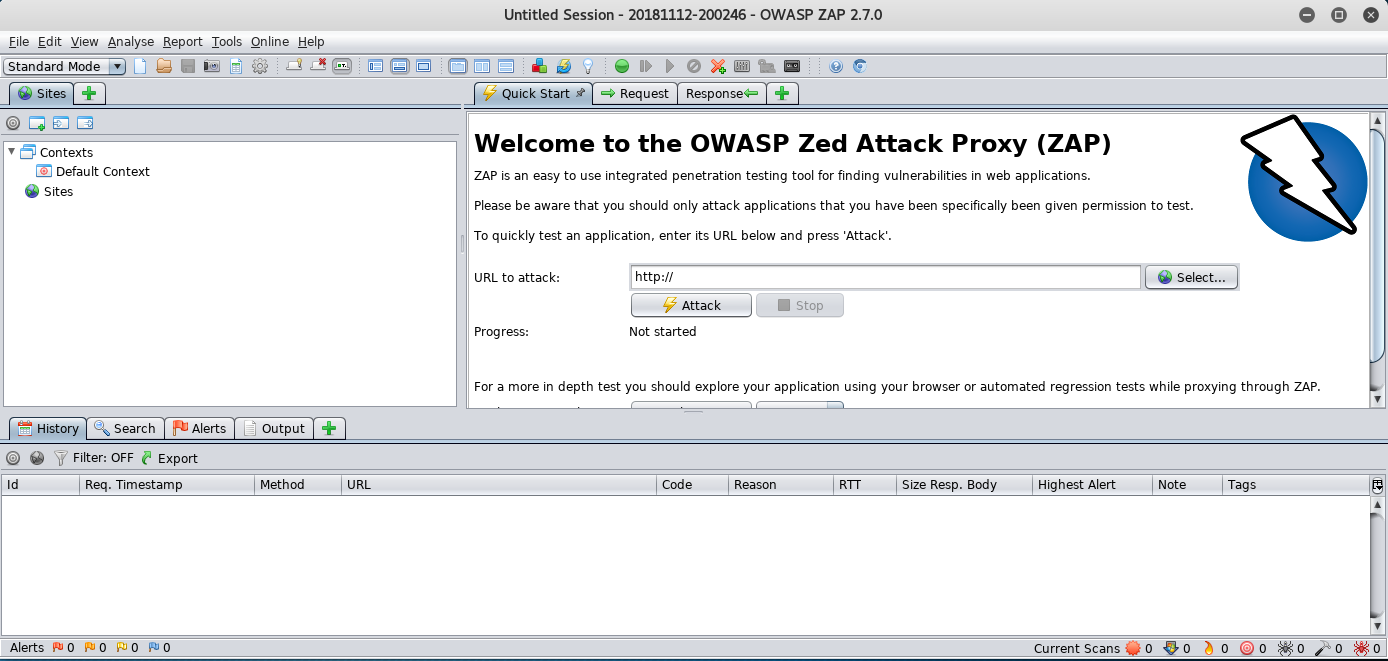 Untitled Session - 20181112-200246 - OWASP ZAP 2.7.0
File Edit View Analyse Report Tools Online Help
Standard Mode
Sites
Quick Start Request Response
Contexts
Default Context
Sites
Welcome to the OWASP Zed Attack Proxy (ZAP)
ZAP is an easy to use integrated penetration testing tool for finding vulnerabilities in web applications.
Please be aware that you should only attack applications that you have been specifically been given permission to test.
To quickly test an application, enter its URL below and press 'Attack'.
URL to attack: http:// Select...
Attack Stop
Progress: Not started
For a more in depth test you should explore your application using your browser or automated regression tests while proxying through ZAP.
History Search Alerts Output
Filter: OFF Export
Id Req. Timestamp Method URL Code Reason RTT Size Resp. Body Highest Alert Note Tags
Alerts 0 0 0 0 Current Scans 0 0 0 0 0 0 0